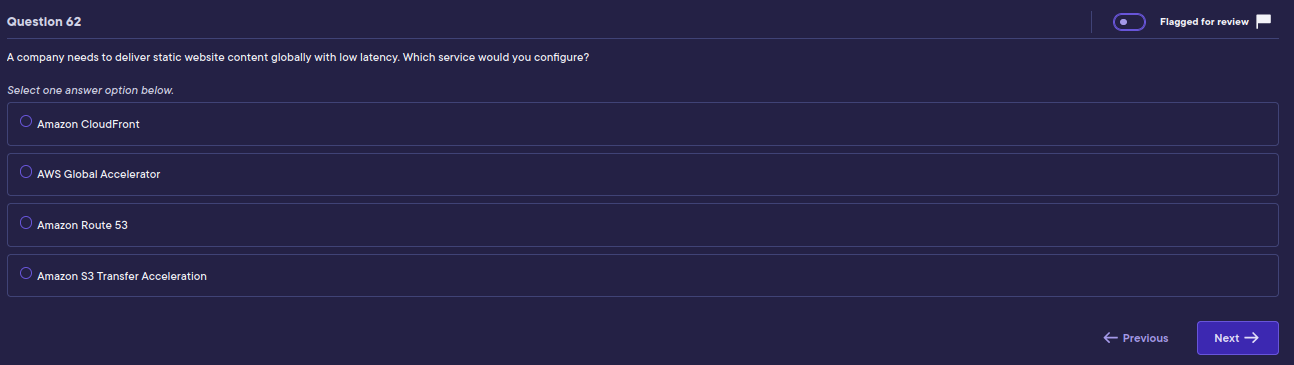 Question 62
Flagged for review
A company needs to deliver static website content globally with low latency. Which service would you configure?
Select one answer option below.
Amazon CloudFront
AWS Global Accelerator
Amazon Route 53
Amazon S3 Transfer Acceleration
Previous
Next